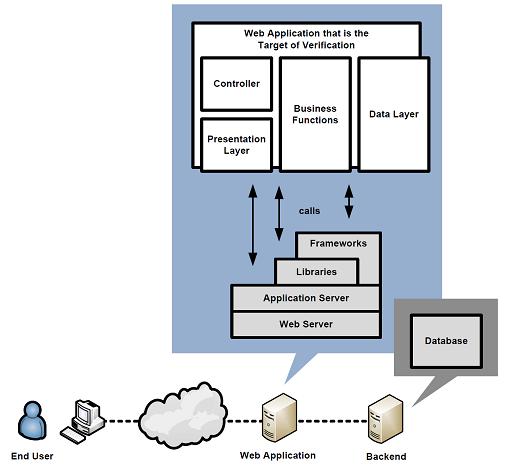 Web Application that is the
Target of Verification
Controller
Presentation
Layer
Business
Functions
Data Layer
calls
Frameworks
Libraries
Application Server
Web Server
Database
End User
Web Application
Backend